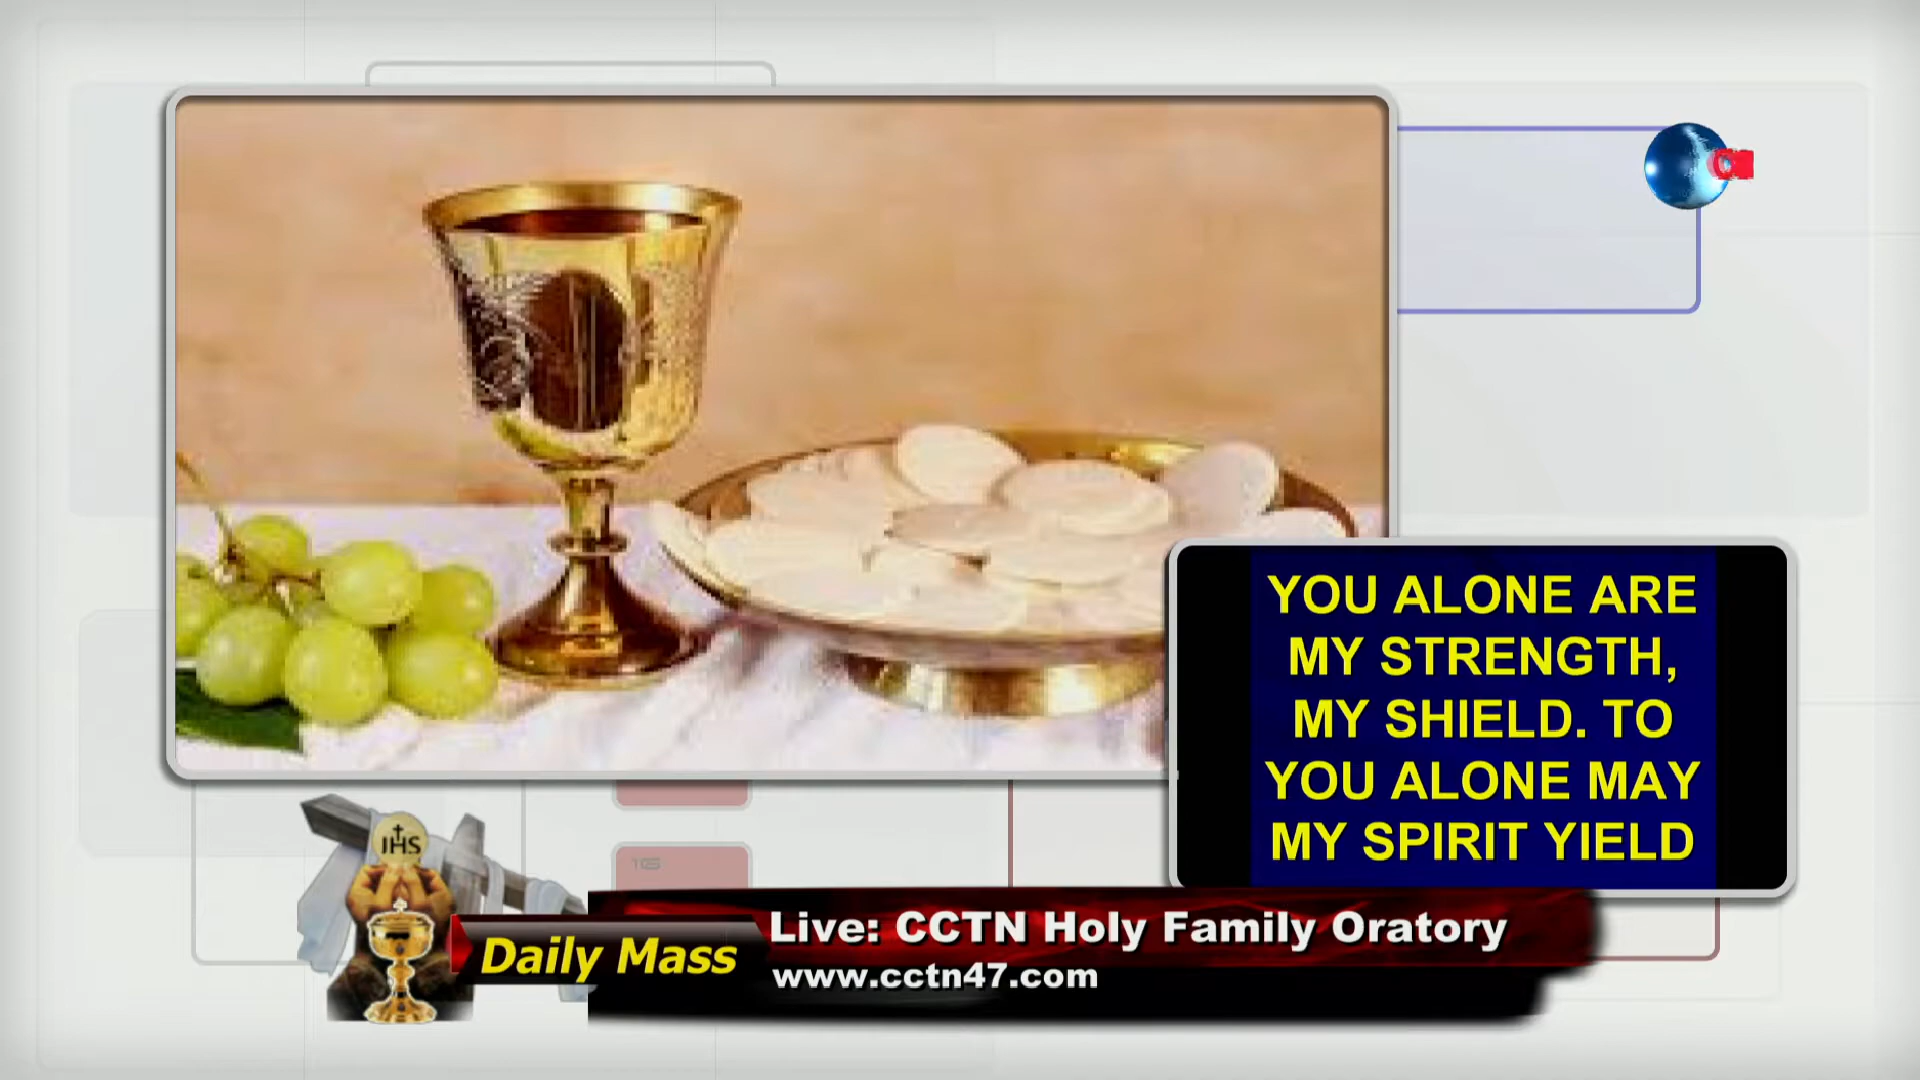 YOU ALONE ARE
MY STRENGTH,
MY SHIELD. TO
YOU ALONE MAY
MY SPIRIT YIELD
JHS
Daily Mass
Live: CCTN Holy Family Oratory
www.cctn47.com